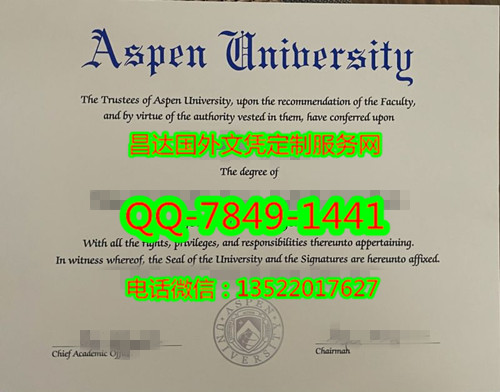 Aspen University
The Trustees of Aspen University, upon the recommendation of the Faculty,
and by virtue of the authority vested in them, have conferred upon
昌达国外文凭定制服务网
The degree of
QQ-7849-1441
With all the rights, privileges, and responsibilities thereunto appertaining.
In witness whereof, the Seal of the University and the Signatures are hereunto affixed.
电话微信：13522017627
ASPEN UNIVERSITY
Chief Academic
Chairman